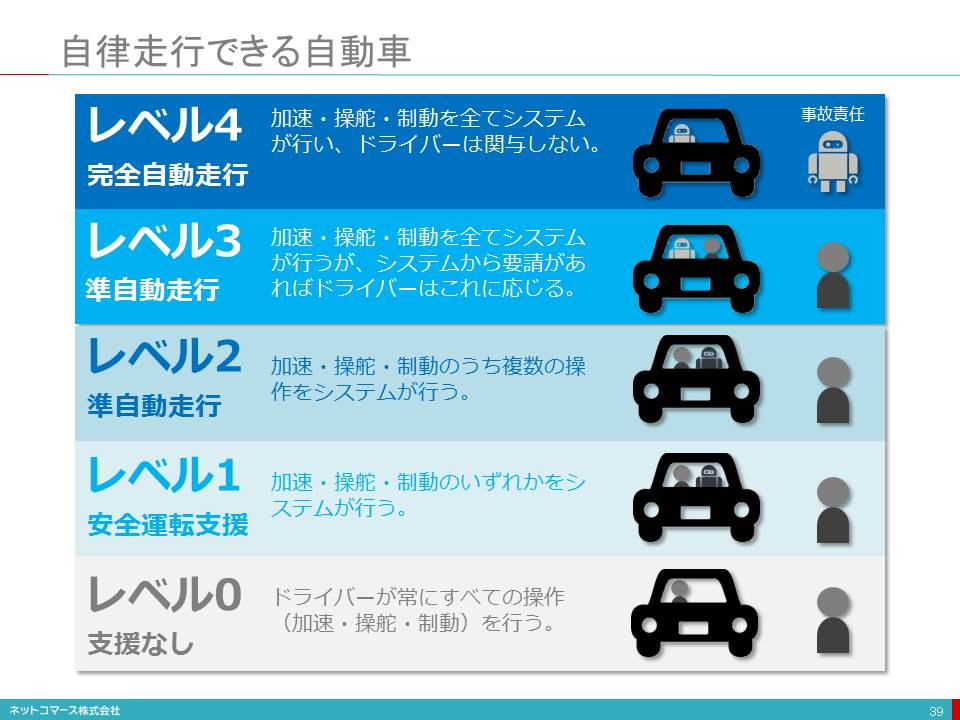 自律走行できる自動車
レベル4
完全自動走行
加速・操舵・制動を全てシステム
が行い、ドライバーは関与しない。
事故責任
レベル3
準自動走行
加速・操舵・制動を全てシステム
が行うが、システムから要請があ
ればドライバーはこれに応じる。
レベル2
準自動走行
加速・操舵・制動のうち複数の操
作をシステムが行う。
レベル1
安全運転支援
加速・操舵・制動のいずれかをシ
ステムが行う。
レベル0
支援なし
ドライバーが常にすべての操作
（加速・操舵・制動）を行う。
ネットコマース株式会社
39